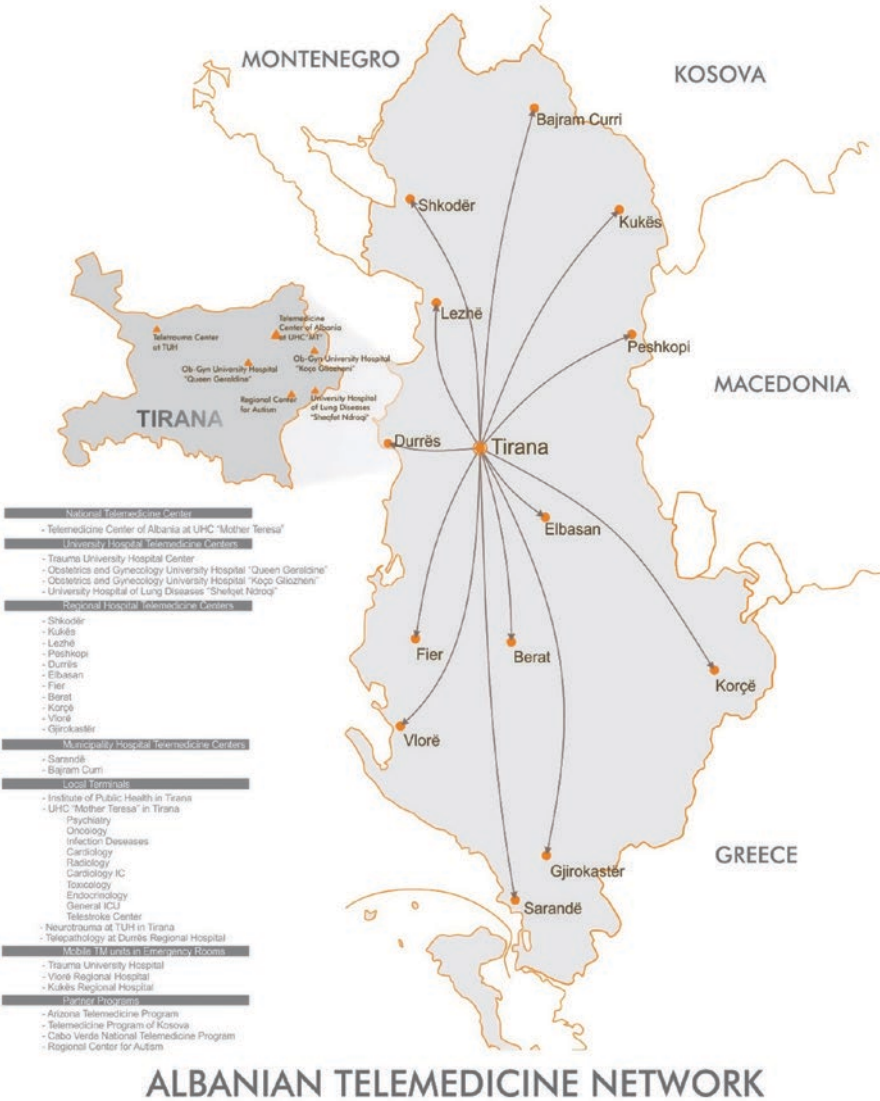 MONTENEGRO
KOSOVA
Bajram Curri
Shkodër
Kukës
Lezhë
Peshkopi
MACEDONIA
Durrës
Tirana
Elbasan
Fier
Berat
Korçë
Vlorë
GREECE
Gjirokastër
Sarandë
Teletrauma Center
at TUH
Telemedicine
Center of Albania
at UHC "MT"
Ob-Gyn University Hospital
"Koço Gliozheni"
Ob-Gyn University Hospital
"Queen Geraldine"
Regional Center
for Autism
University Hospital
of Lung Diseases
"Shefqet Ndroqi"
TIRANA
National Telemedicine Center
- Telemedicine Center of Albania at UHC "Mother Teresa"
University Hospital Telemedicine Centers
- Trauma University Hospital Center
- Obstetrics and Gynecology University Hospital "Queen Geraldine"
- Obstetrics and Gynecology University Hospital "Koço Gliozheni"
- University Hospital of Lung Diseases "Shefqet Ndroqi"
Regional Hospital Telemedicine Centers
- Shkodër
- Kukës
- Lezhë
- Peshkopi
- Durrës
- Elbasan
- Fier
- Berat
- Korçë
- Vlorë
- Gjirokastër
Municipality Hospital Telemedicine Centers
- Sarandë
- Bajram Curri
Local Terminals
- Institute of Public Health in Tirana
- UHC "Mother Teresa" in Tirana
Psychiatry
Oncology
Infection Deseases
Cardiology
Radiology
Cardiology IC
Toxicology
Endocrinology
General ICU
Telestroke Center
- Neurotrauma at TUH in Tirana
- Telepathology at Durrës Regional Hospital
Mobile TM units in Emergency Rooms
- Trauma University Hospital
- Vlorë Regional Hospital
- Kukës Regional Hospital
Partner Programs
- Arizona Telemedicine Program
- Telemedicine Program of Kosova
- Cabo Verde National Telemedicine Program
- Regional Center for Autism
ALBANIAN TELEMEDICINE NETWORK